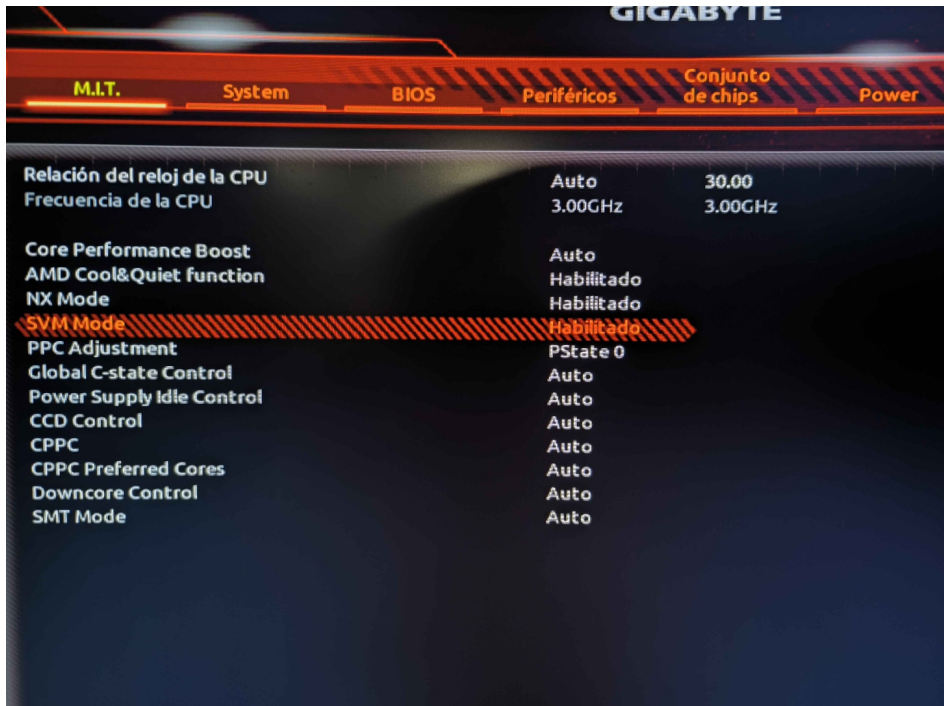 GIGABYTE
M.I.T. System BIOS Periféricos Conjunto de chips Power
Relación del reloj de la CPU Auto 30.00
Frecuencia de la CPU 3.00GHz 3.00GHz
Core Performance Boost Auto
AMD Cool&Quiet function Habilitado
NX Mode Habilitado
SVM Mode Habilitado
PPC Adjustment PState 0
Global C-state Control Auto
Power Supply Idle Control Auto
CCD Control Auto
CPPC Auto
CPPC Preferred Cores Auto
Downcore Control Auto
SMT Mode Auto